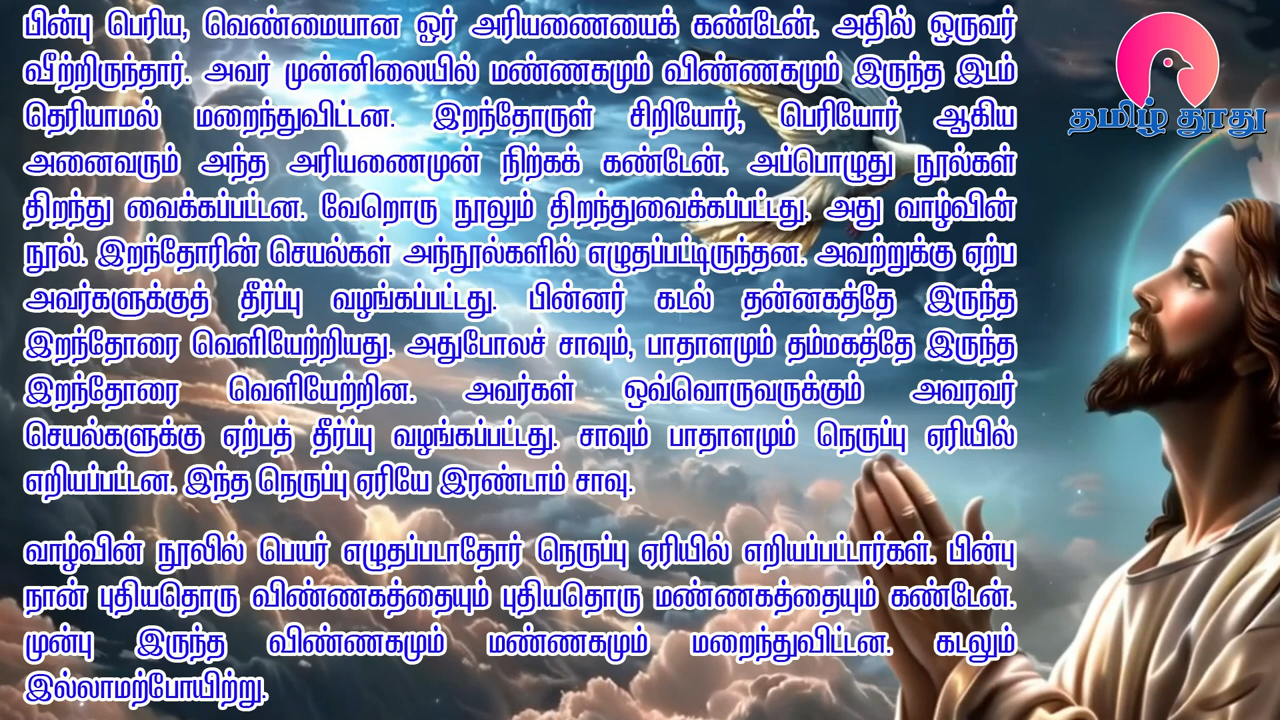 பின்பு பெரிய, வெண்மையான ஓர் அரியணையைக் கண்டேன். அதில் ஒருவர்
வீற்றிருந்தார். அவர் முன்னிலையில் மண்ணகமும் விண்ணகமும் இருந்த இடம்
தெரியாமல் மறைந்துவிட்டன. இறந்தோருள் சிறியோர், பெரியோர் ஆகிய
அனைவரும் அந்த அரியணைமுன் நிற்கக் கண்டேன். அப்பொழுது நூல்கள்
திறந்து வைக்கப்பட்டன. வேறொரு நூலும் திறந்துவைக்கப்பட்டது. அது வாழ்வின்
நூல். இறந்தோரின் செயல்கள் அந்நூல்களில் எழுதப்பட்டிருந்தன. அவற்றுக்கு ஏற்ப
அவர்களுக்குத் தீர்ப்பு வழங்கப்பட்டது. பின்னர் கடல் தன்னகத்தே இருந்த
இறந்தோரை வெளியேற்றியது. அதுபோலச் சாவும், பாதாளமும் தம்மகத்தே இருந்த
இறந்தோரை வெளியேற்றின. அவர்கள் ஒவ்வொருவருக்கும் அவரவர்
செயல்களுக்கு ஏற்பத் தீர்ப்பு வழங்கப்பட்டது. சாவும் பாதாளமும் நெருப்பு ஏரியில்
எறியப்பட்டன. இந்த நெருப்பு ஏரியே இரண்டாம் சாவு.
வாழ்வின் நூலில் பெயர் எழுதப்படாதோர் நெருப்பு ஏரியில் எறியப்பட்டார்கள். பின்பு
நான் புதியதொரு விண்ணகத்தையும் புதியதொரு மண்ணகத்தையும் கண்டேன்.
முன்பு இருந்த விண்ணகமும் மண்ணகமும் மறைந்துவிட்டன. கடலும்
இல்லாமற்போயிற்று.
தமிழ் தூது